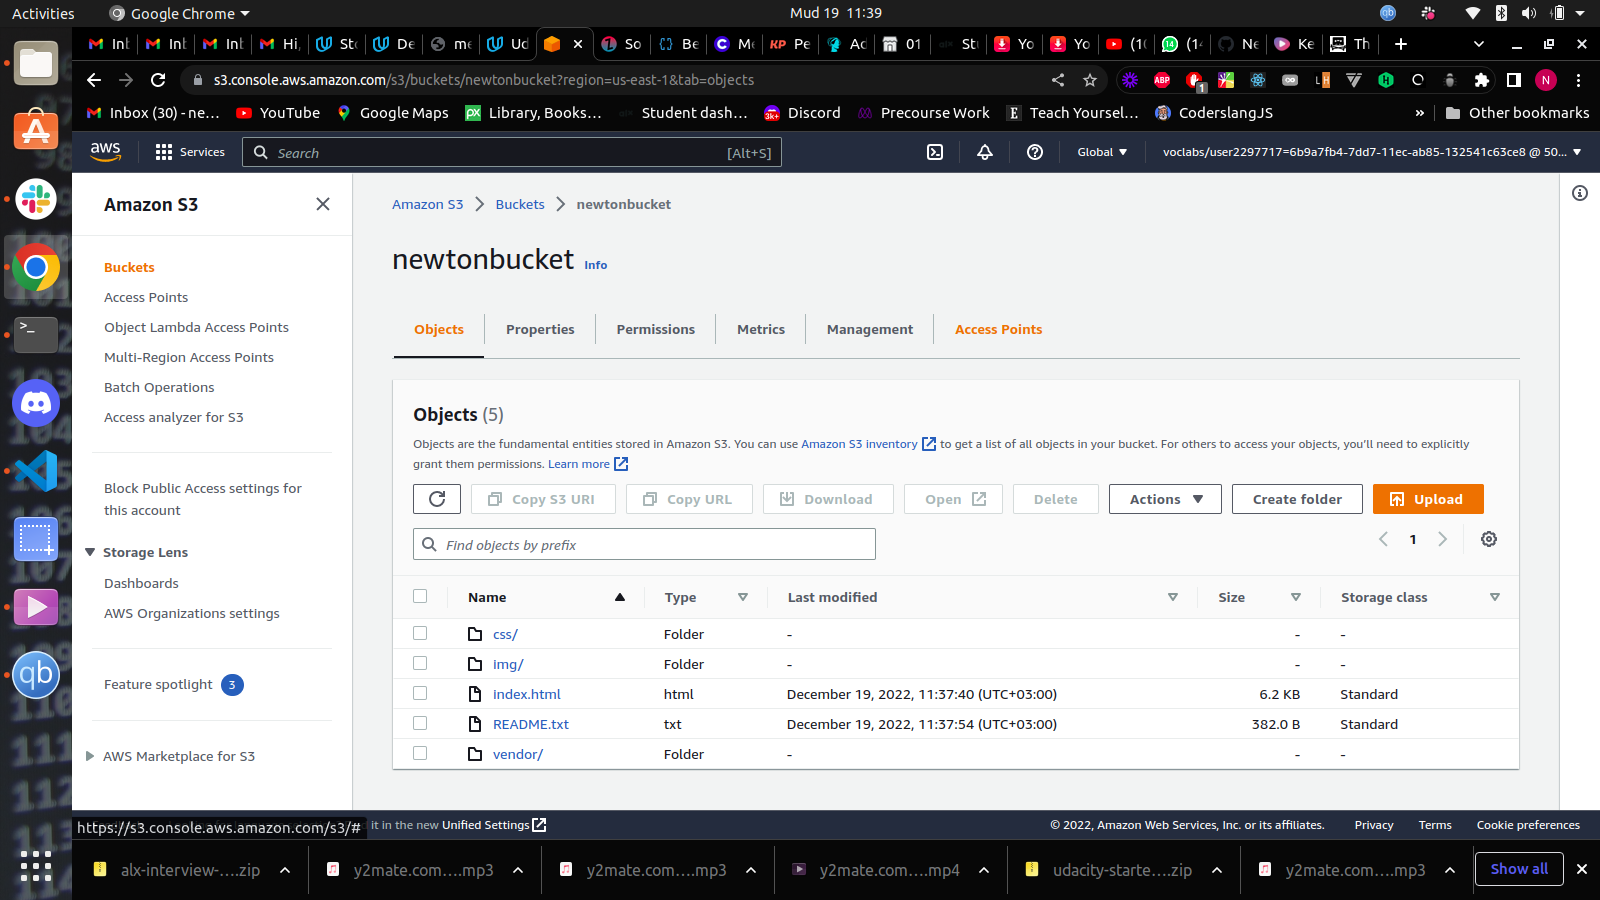 Activities Google Chrome Mud 19 11:39
Int Int Int Hi, Sto De me Ud So Be Me Pe Ad 01 Stu Yo Yo (10 (14 Ne Ke Th
s3.console.aws.amazon.com/s3/buckets/newtonbucket?region=us-east-1&tab=objects
Inbox (30) - ne... YouTube Google Maps Library, Books... Student dash... Discord Precourse Work Teach Yoursel... CoderslangJS » Other bookmarks
aws Services Search [Alt+S] Global voclabs/user2297717=6b9a7fb4-7dd7-11ec-ab85-132541c63ce8 @ 50...
Amazon S3
Buckets
Access Points
Object Lambda Access Points
Multi-Region Access Points
Batch Operations
Access analyzer for S3
Block Public Access settings for
this account
Storage Lens
Dashboards
AWS Organizations settings
Feature spotlight 3
AWS Marketplace for S3
Amazon S3 Buckets newtonbucket
newtonbucket Info
Objects Properties Permissions Metrics Management Access Points
Objects (5)
Objects are the fundamental entities stored in Amazon S3. You can use Amazon S3 inventory to get a list of all objects in your bucket. For others to access your objects, you'll need to explicitly
grant them permissions. Learn more
Copy S3 URI Copy URL Download Open Delete Actions Create folder Upload
Find objects by prefix 1
Name Type Last modified Size Storage class
css/ Folder - - -
img/ Folder - - -
index.html html December 19, 2022, 11:37:40 (UTC+03:00) 6.2 KB Standard
README.txt txt December 19, 2022, 11:37:54 (UTC+03:00) 382.0 B Standard
vendor/ Folder - - -
https://s3.console.aws.amazon.com/s3/# it in the new Unified Settings © 2022, Amazon Web Services, Inc. or its affiliates. Privacy Terms Cookie preferences
alx-interview-....zip y2mate.com....mp3 y2mate.com....mp3 y2mate.com....mp4 udacity-starte....zip y2mate.com....mp3 Show all